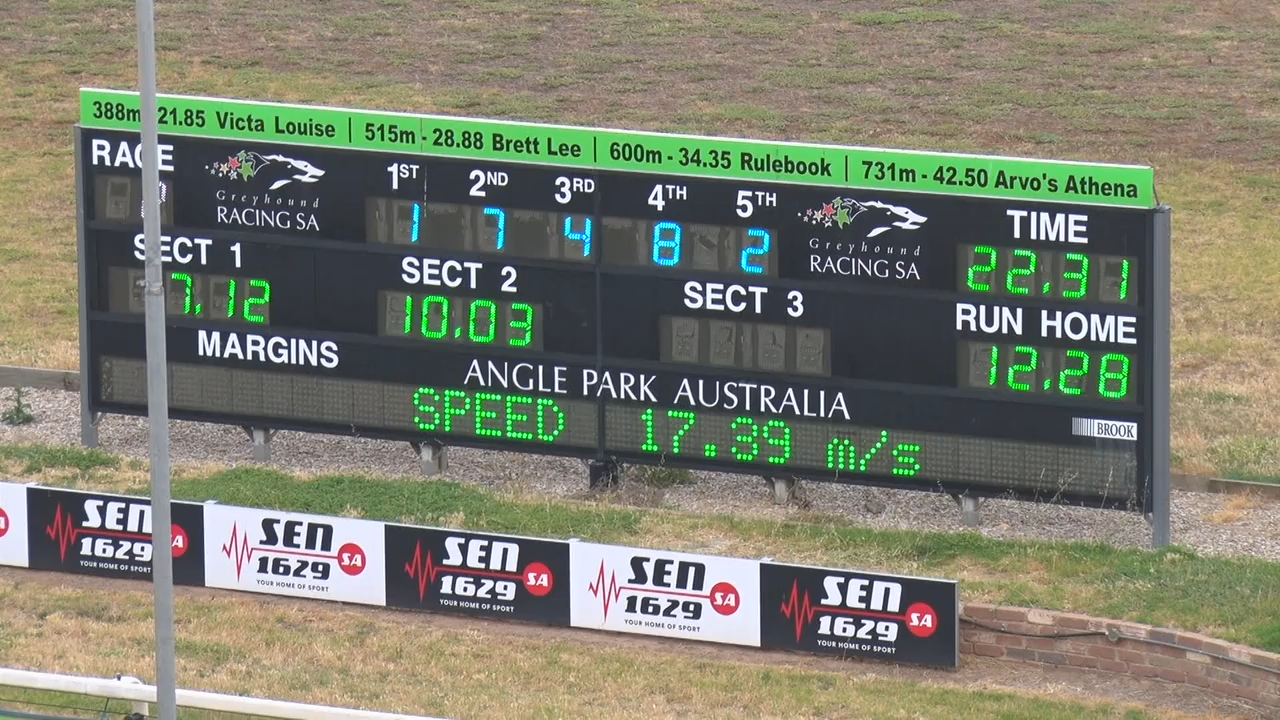 388m-21.85 Victa Louise | 515m - 28.88 Brett Lee | 600m - 34.35 Rulebook | 731m - 42.50 Arvo's Athena
RACE
Greyhound
RACING SA
1ST 2ND 3RD 4TH 5TH
1 7 4 8 2
Greyhound
RACING SA
TIME
22.31
SECT 1
7.12
SECT 2
10.03
SECT 3
RUN HOME
12.28
MARGINS
ANGLE PARK AUSTRALIA
SPEED 17.39 m/s
BROOK
SEN
1629
SA
YOUR HOME OF SPORT
SEN
1629
SA
YOUR HOME OF SPORT
SEN
1629
SA
YOUR HOME OF SPORT
SEN
1629
SA
YOUR HOME OF SPORT
SEN
1629
SA
YOUR HOME OF SPORT